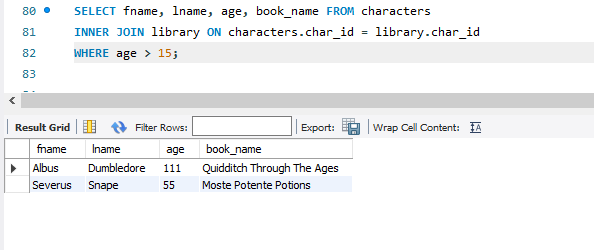 80 SELECT fname, lname, age, book_name FROM characters
81 INNER JOIN library ON characters.char_id = library.char_id
82 WHERE age > 15;
83
Result Grid Filter Rows: Export: Wrap Cell Content:
fname lname age book_name
Albus Dumbledore 111 Quidditch Through The Ages
Severus Snape 55 Moste Potente Potions